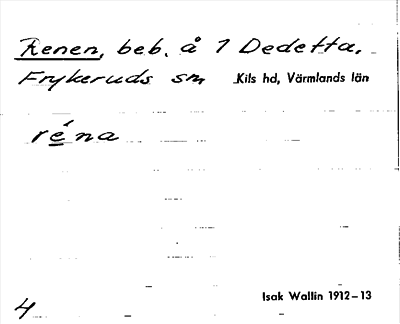 Renen, beb. å 1 Dedetta.
Frykeruds sn Kils hd, Värmlands län
réna
Isak Wallin 1912-13
4